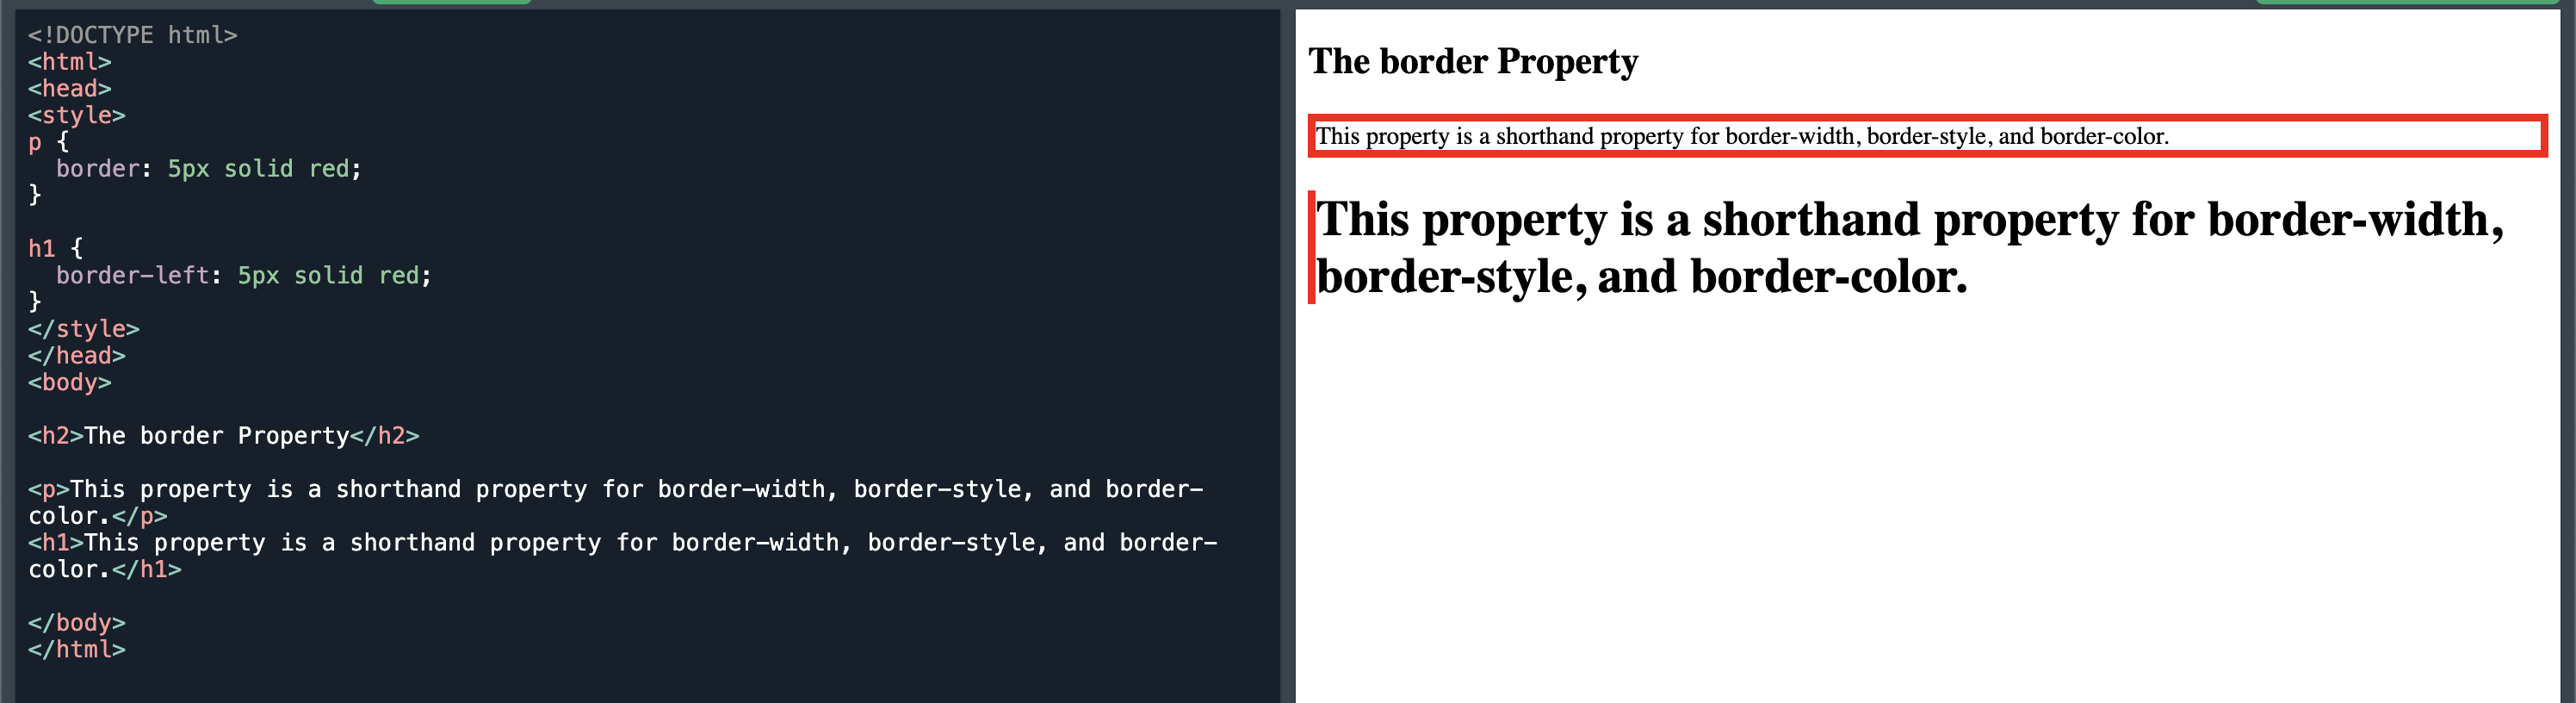 <!DOCTYPE html>
<html>
<head>
<style>
p {
  border: 5px solid red;
}

h1 {
  border-left: 5px solid red;
}
</style>
</head>
<body>

<h2>The border Property</h2>

<p>This property is a shorthand property for border-width, border-style, and border-
color.</p>
<h1>This property is a shorthand property for border-width, border-style, and border-
color.</h1>

</body>
</html>
The border Property
This property is a shorthand property for border-width, border-style, and border-color.
This property is a shorthand property for border-width,
border-style, and border-color.